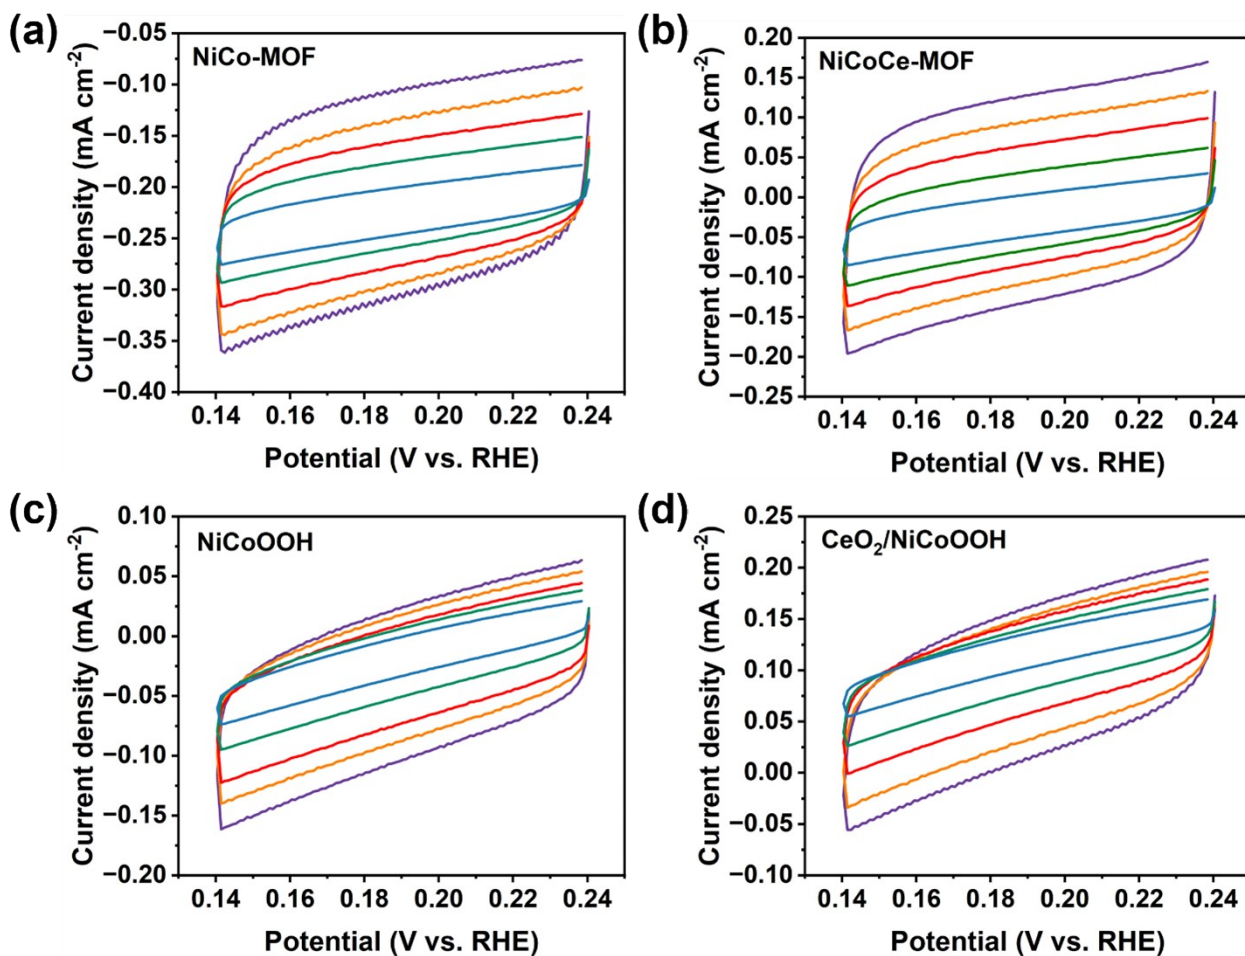 (a)
NiCo-MOF
Current density (mA cm⁻²)
−0.05
−0.10
−0.15
−0.20
−0.25
−0.30
−0.35
−0.40
0.14 0.16 0.18 0.20 0.22 0.24
Potential (V vs. RHE)
(b)
NiCoCe-MOF
Current density (mA cm⁻²)
0.20
0.15
0.10
0.05
0.00
−0.05
−0.10
−0.15
−0.20
−0.25
0.14 0.16 0.18 0.20 0.22 0.24
Potential (V vs. RHE)
(c)
NiCoOOH
Current density (mA cm⁻²)
0.10
0.05
0.00
−0.05
−0.10
−0.15
−0.20
0.14 0.16 0.18 0.20 0.22 0.24
Potential (V vs. RHE)
(d)
CeO₂/NiCoOOH
Current density (mA cm⁻²)
0.25
0.20
0.15
0.10
0.05
0.00
−0.05
−0.10
0.14 0.16 0.18 0.20 0.22 0.24
Potential (V vs. RHE)